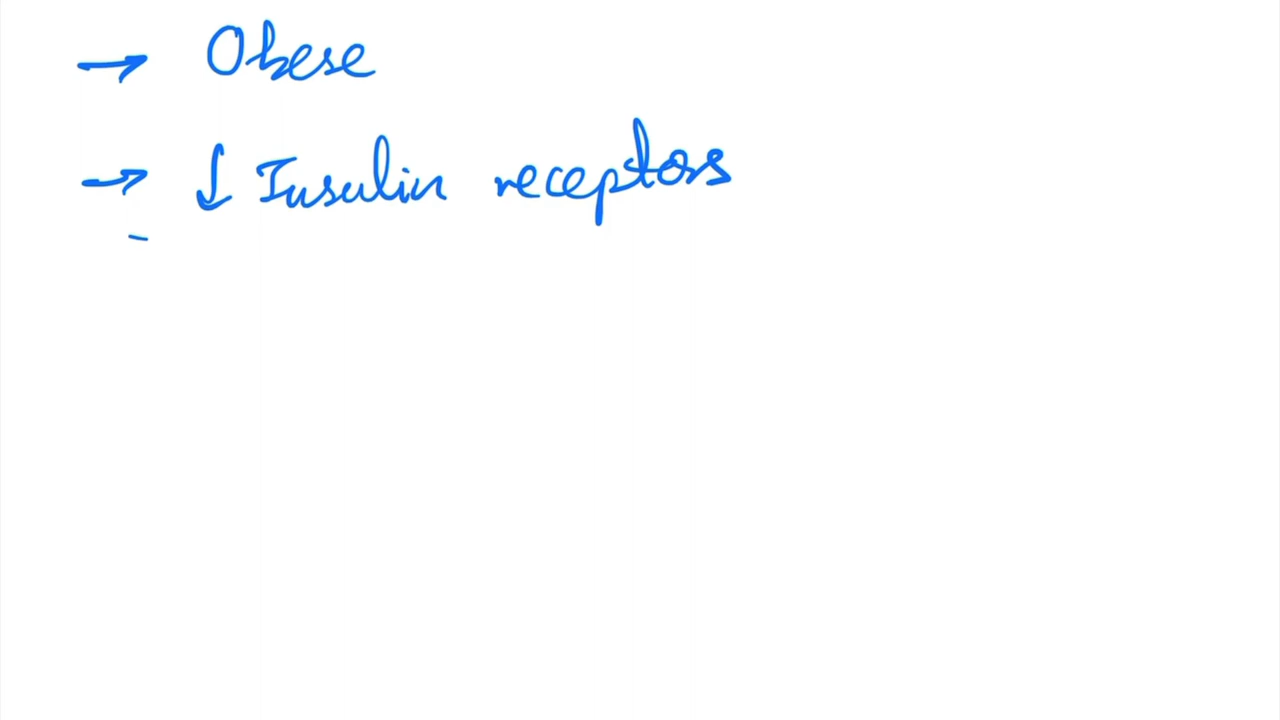 → Obese
→ ↓ Insulin receptors
-